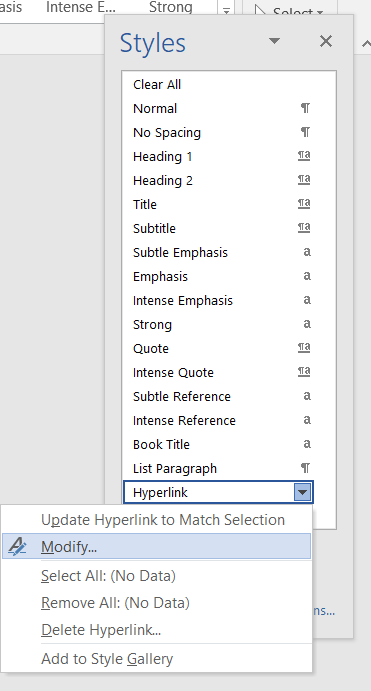 asis Intense E... Strong Select
Styles
Clear All
Normal ¶
No Spacing ¶
Heading 1 ¶a
Heading 2 ¶a
Title ¶a
Subtitle ¶a
Subtle Emphasis a
Emphasis a
Intense Emphasis a
Strong a
Quote ¶a
Intense Quote ¶a
Subtle Reference a
Intense Reference a
Book Title a
List Paragraph ¶
Hyperlink
Update Hyperlink to Match Selection
Modify...
Select All: (No Data)
Remove All: (No Data)
ns...
Delete Hyperlink...
Add to Style Gallery